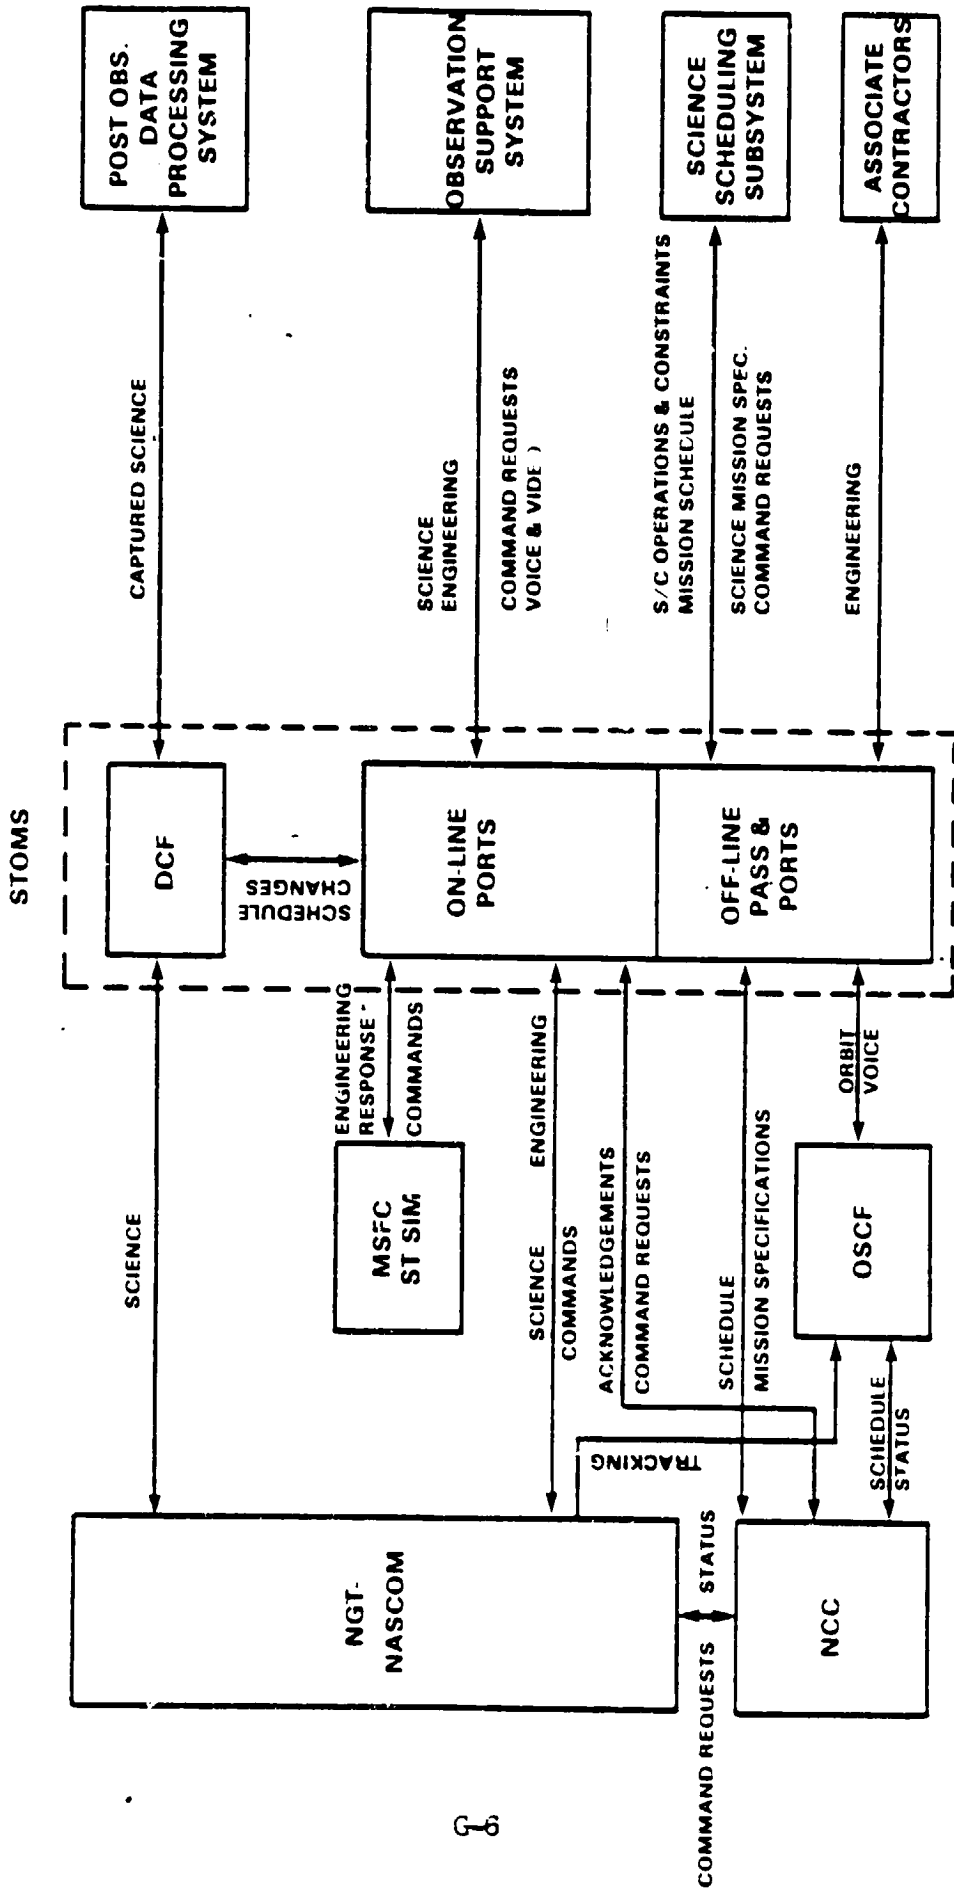 STOMS
POST OBS.
DATA
PROCESSING
SYSTEM
OBSERVATION
SUPPORT
SYSTEM
SCIENCE
SCHEDULING
SUBSYSTEM
ASSOCIATE
CONTRACTORS
CAPTURED SCIENCE
SCIENCE
ENGINEERING
COMMAND REQUESTS
VOICE & VIDE )
S/C OPERATIONS & CONSTRAINTS
MISSION SCHEDULE
SCIENCE MISSION SPEC.
COMMAND REQUESTS
ENGINEERING
DCF
SCHEDULE
CHANGES
ON-LINE
PORTS
OFF-LINE
PASS &
PORTS
SCIENCE
ENGINEERING
RESPONSE -
COMMANDS
MSFC
ST SIM
SCIENCE
ENGINEERING
COMMANDS
ACKNOWLEDGEMENTS
COMMAND REQUESTS
SCHEDULE
MISSION SPECIFICATIONS
ORBIT
VOICE
OSCF
TRACKING
SCHEDULE
STATUS
NGT-
NASCOM
COMMAND REQUESTS
STATUS
NCC
G-6